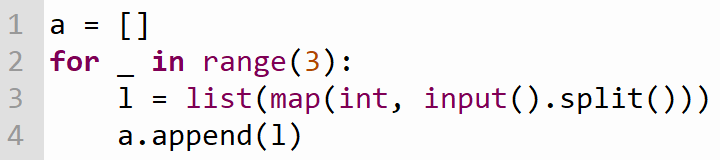 1 a = []
2 for _ in range(3):
3     l = list(map(int, input().split()))
4     a.append(l)